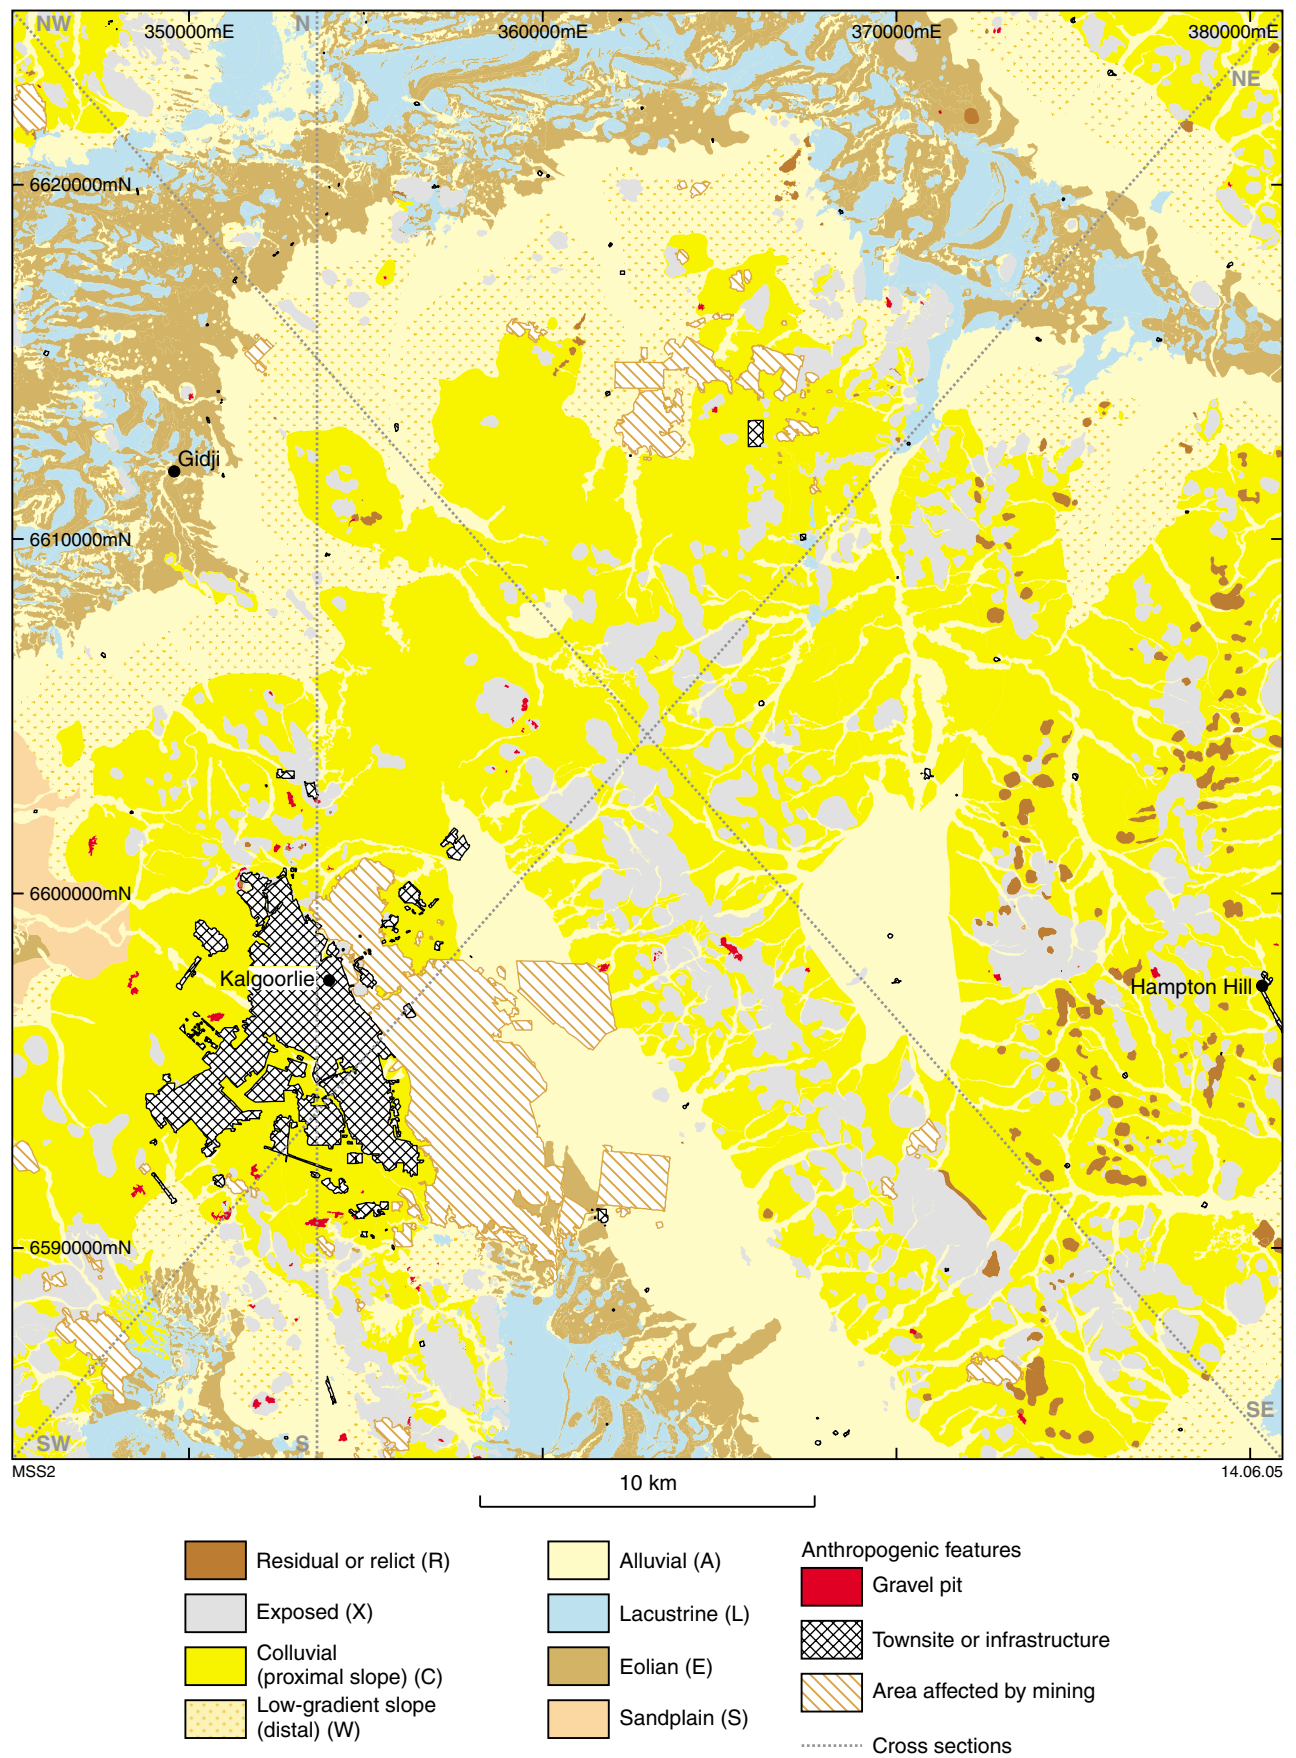 NW
N
350000mE
360000mE
370000mE
380000mE
NE
6620000mN
Gidji
6610000mN
6600000mN
Kalgoorlie
Hampton Hill
6590000mN
SW
S
SE
MSS2
14.06.05
10 km
Residual or relict (R)
Exposed (X)
Colluvial
(proximal slope) (C)
Low-gradient slope
(distal) (W)
Alluvial (A)
Lacustrine (L)
Eolian (E)
Sandplain (S)
Anthropogenic features
Gravel pit
Townsite or infrastructure
Area affected by mining
Cross sections